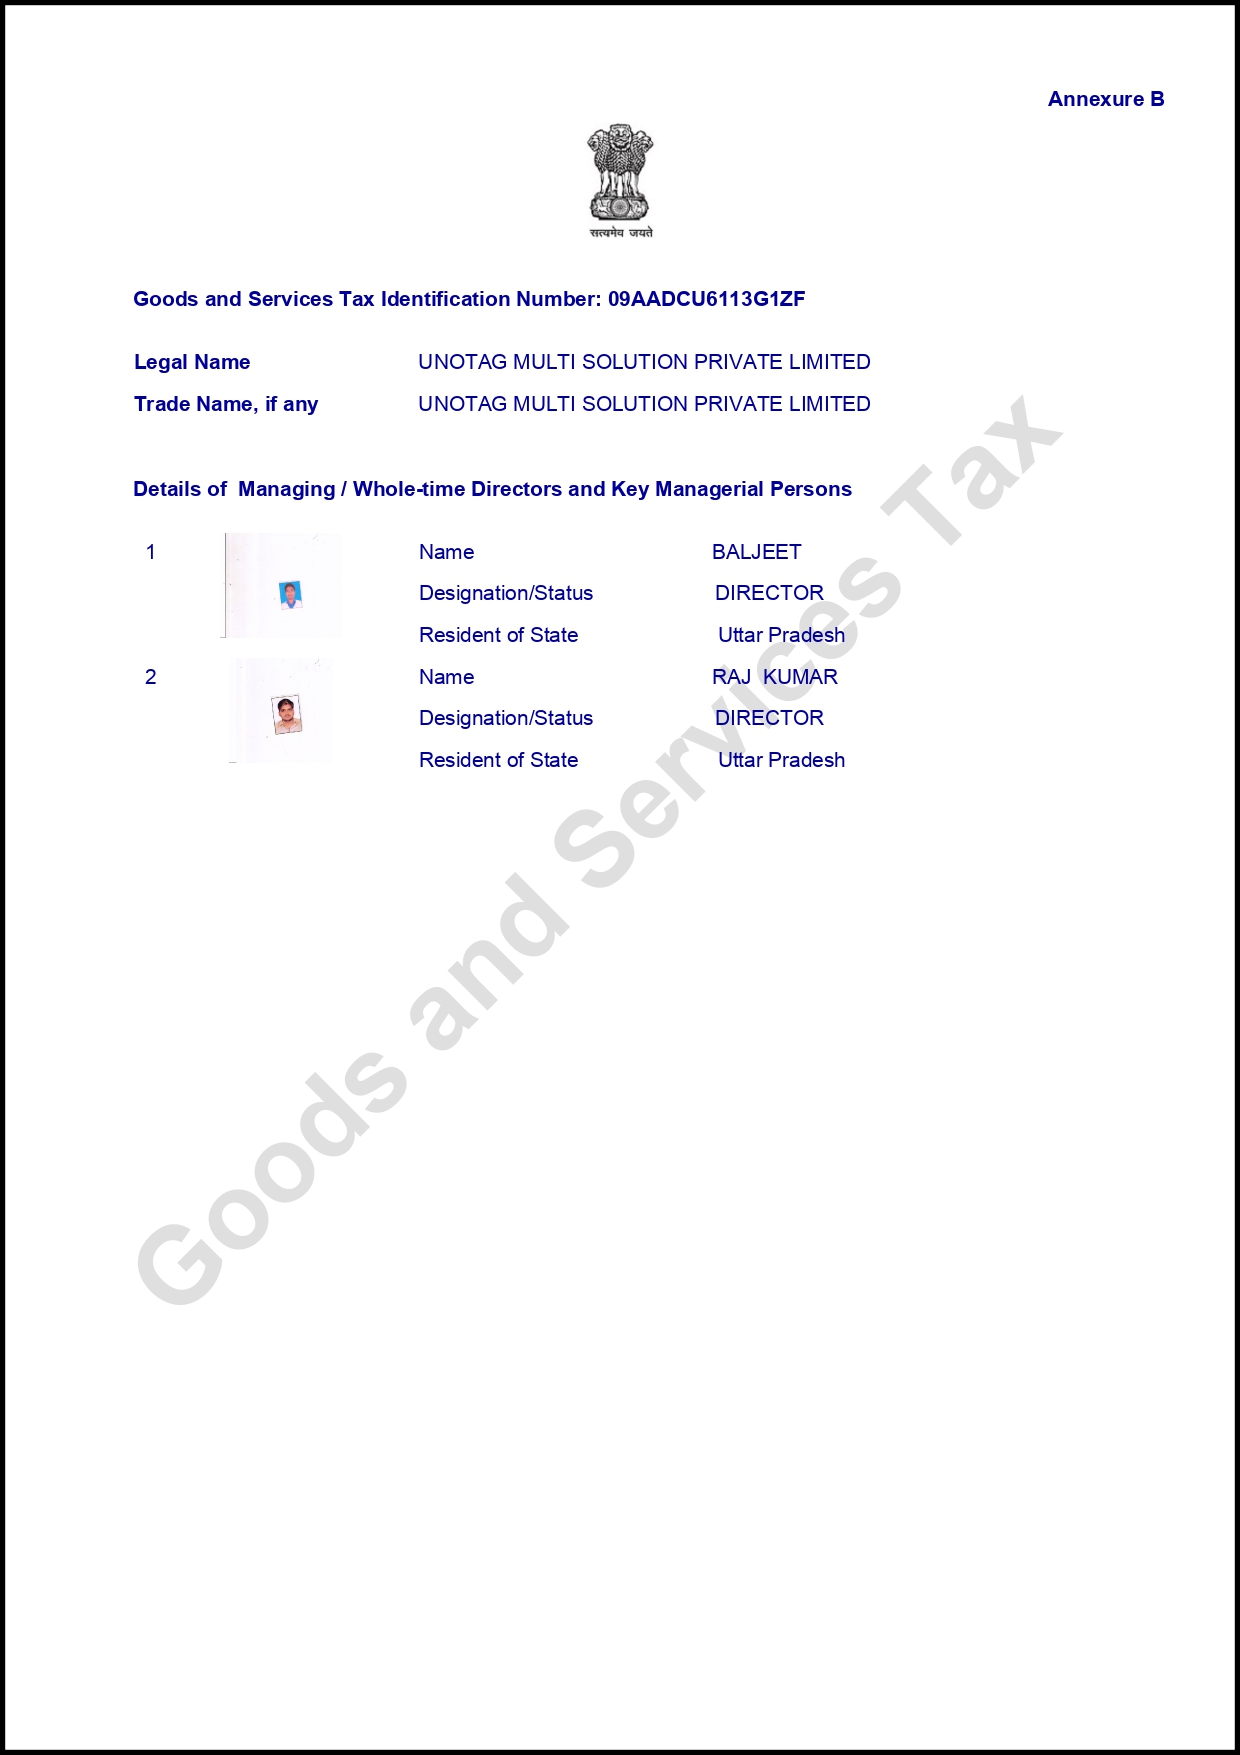 Annexure B
सत्यमेव जयते
Goods and Services Tax Identification Number: 09AADCU6113G1ZF
Legal Name UNOTAG MULTI SOLUTION PRIVATE LIMITED
Trade Name, if any UNOTAG MULTI SOLUTION PRIVATE LIMITED
Details of Managing / Whole-time Directors and Key Managerial Persons
1 Name BALJEET
Designation/Status DIRECTOR
Resident of State Uttar Pradesh
2 Name RAJ KUMAR
Designation/Status DIRECTOR
Resident of State Uttar Pradesh
Goods and Services Tax